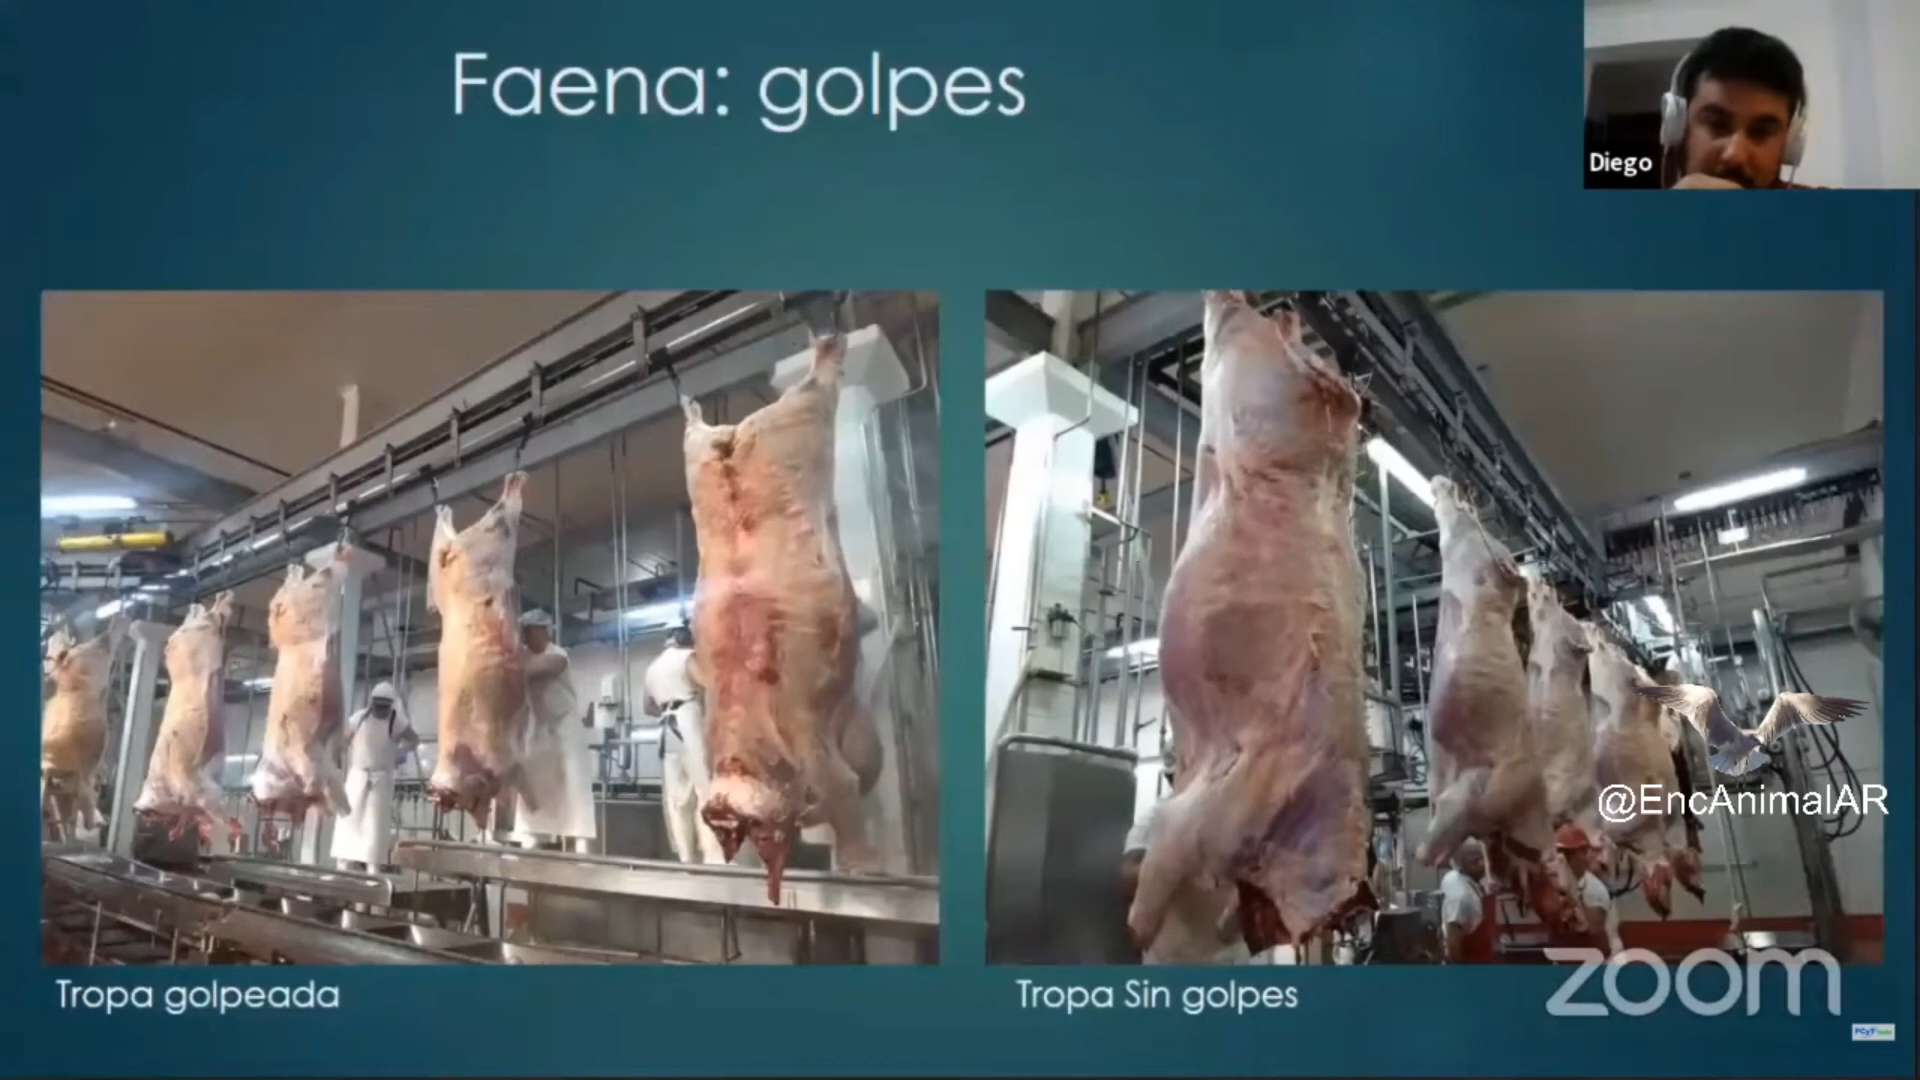 Faena: golpes
Diego
@EncAnimalAR
Tropa golpeada
Tropa Sin golpes
zoom